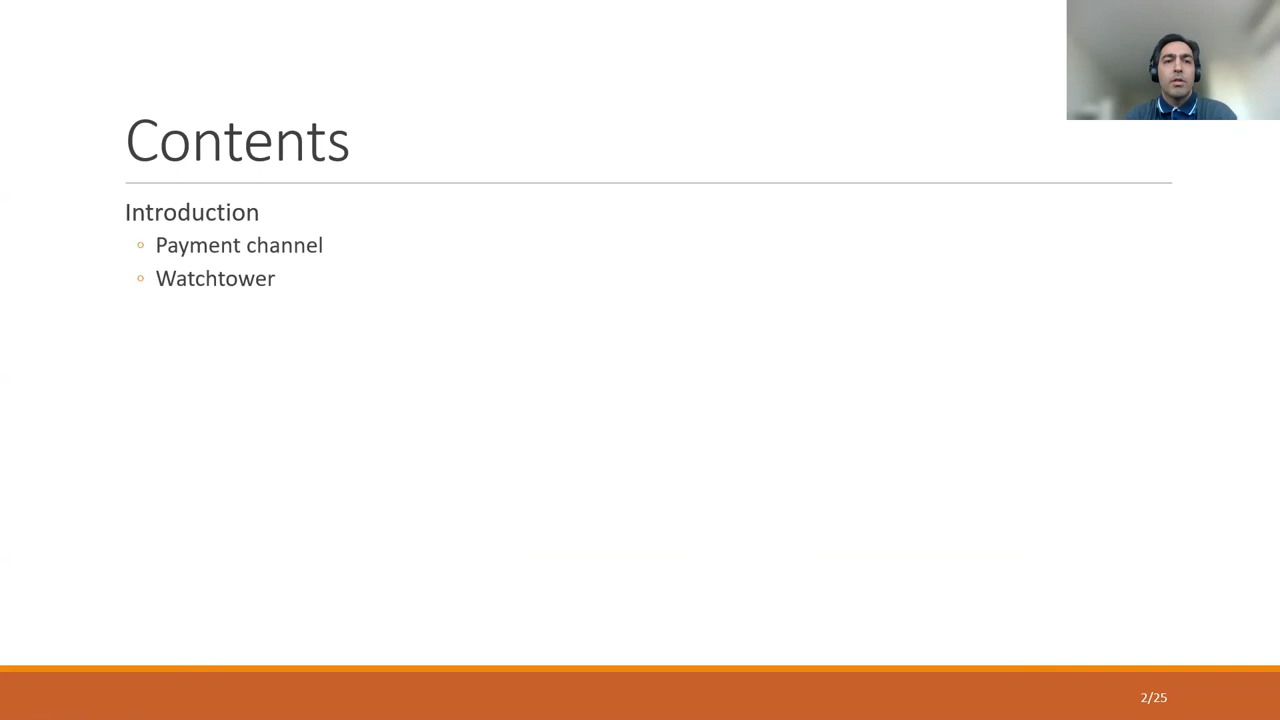 Contents
Introduction
◦ Payment channel
◦ Watchtower
2/25